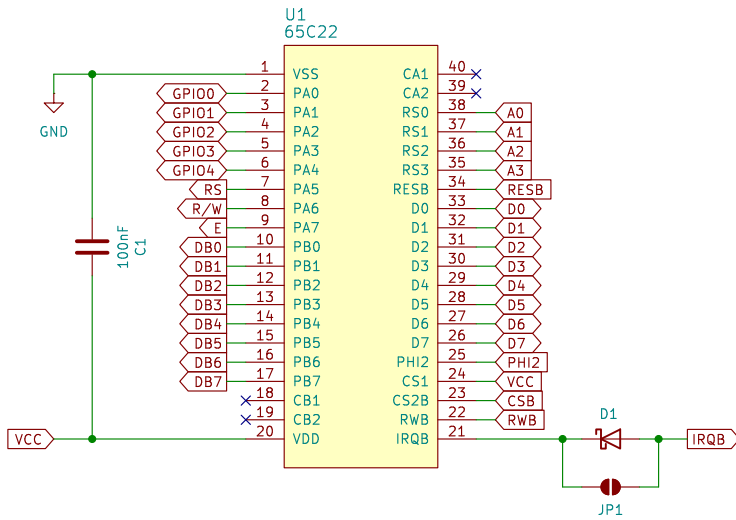 U1
65C22
1 VSS CA1 40
GPIO0 2 PA0 CA2 39
GPIO1 3 PA1 RS0 38 A0
GPIO2 4 PA2 RS1 37 A1
GPIO3 5 PA3 RS2 36 A2
GPIO4 6 PA4 RS3 35 A3
RS 7 PA5 RESB 34 RESB
R/W 8 PA6 D0 33 D0
E 9 PA7 D1 32 D1
DB0 10 PB0 D2 31 D2
DB1 11 PB1 D3 30 D3
DB2 12 PB2 D4 29 D4
DB3 13 PB3 D5 28 D5
DB4 14 PB4 D6 27 D6
DB5 15 PB5 D7 26 D7
DB6 16 PB6 PHI2 25 PHI2
DB7 17 PB7 CS1 24 VCC
18 CB1 CS2B 23 CSB
19 CB2 RWB 22 RWB
VCC 20 VDD IRQB 21 IRQB
GND
100nF
C1
D1
JP1